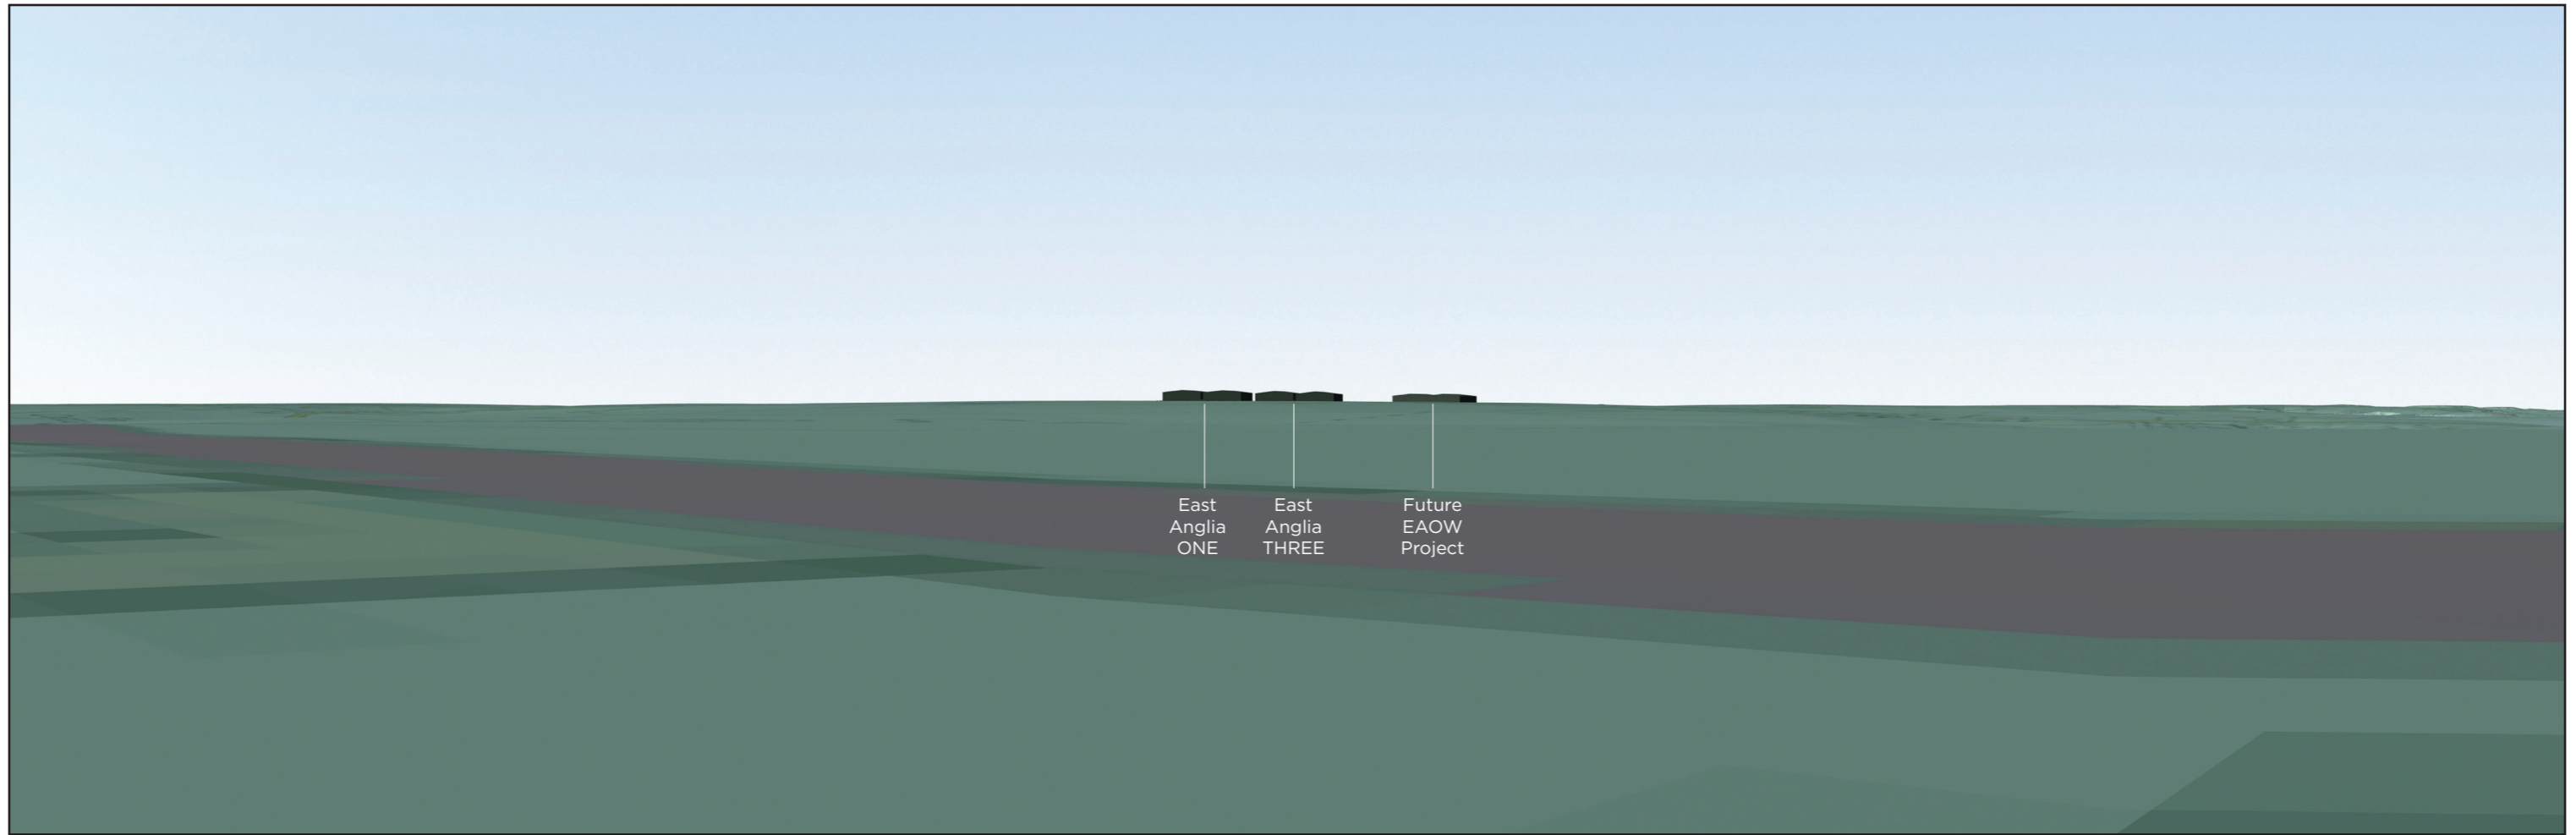 East
Anglia
ONE
East
Anglia
THREE
Future
EAOW
Project